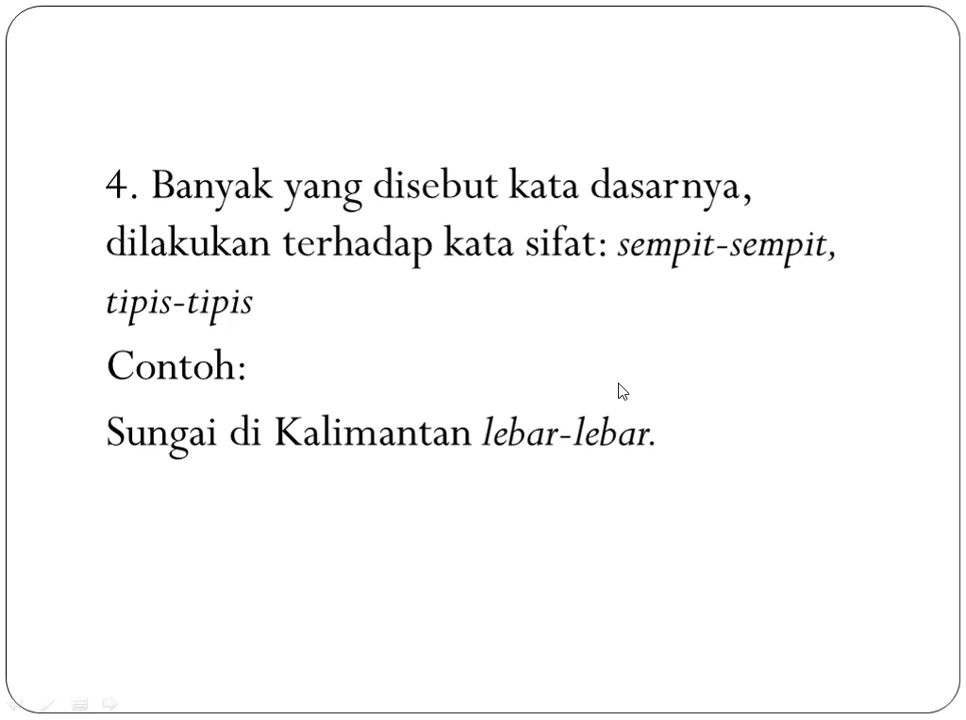 4. Banyak yang disebut kata dasarnya,
dilakukan terhadap kata sifat: sempit-sempit,
tipis-tipis
Contoh:
Sungai di Kalimantan lebar-lebar.